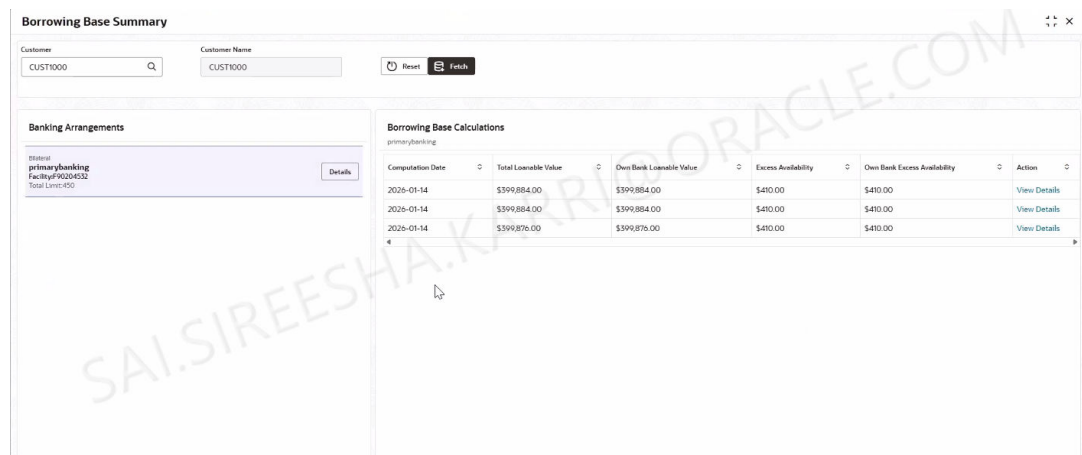 Borrowing Base Summary
Customer
Customer Name
CUST1000
CUST1000
Reset
Fetch
Banking Arrangements
Bilateral
primarybanking
Facility:F90204532
Total Limit:450
Details
Borrowing Base Calculations
primarybanking
Computation Date Total Loanable Value Own Bank Loanable Value Excess Availability Own Bank Excess Availability Action
2026-01-14 $399,884.00 $399,884.00 $410.00 $410.00 View Details
2026-01-14 $399,884.00 $399,884.00 $410.00 $410.00 View Details
2026-01-14 $399,876.00 $399,876.00 $410.00 $410.00 View Details
SAI.SIREESHA.KARRI@ORACLE.COM